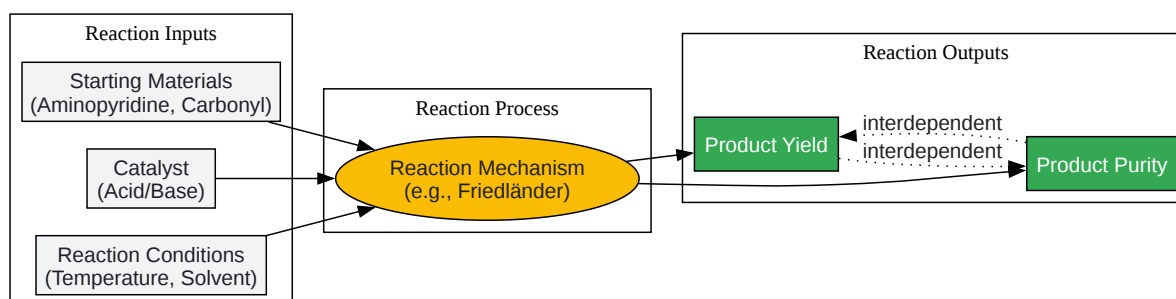 Reaction Inputs
Starting Materials
(Aminopyridine, Carbonyl)
Catalyst
(Acid/Base)
Reaction Conditions
(Temperature, Solvent)
Reaction Process
Reaction Mechanism
(e.g., Friedländer)
Reaction Outputs
Product Yield
interdependent
interdependent
Product Purity